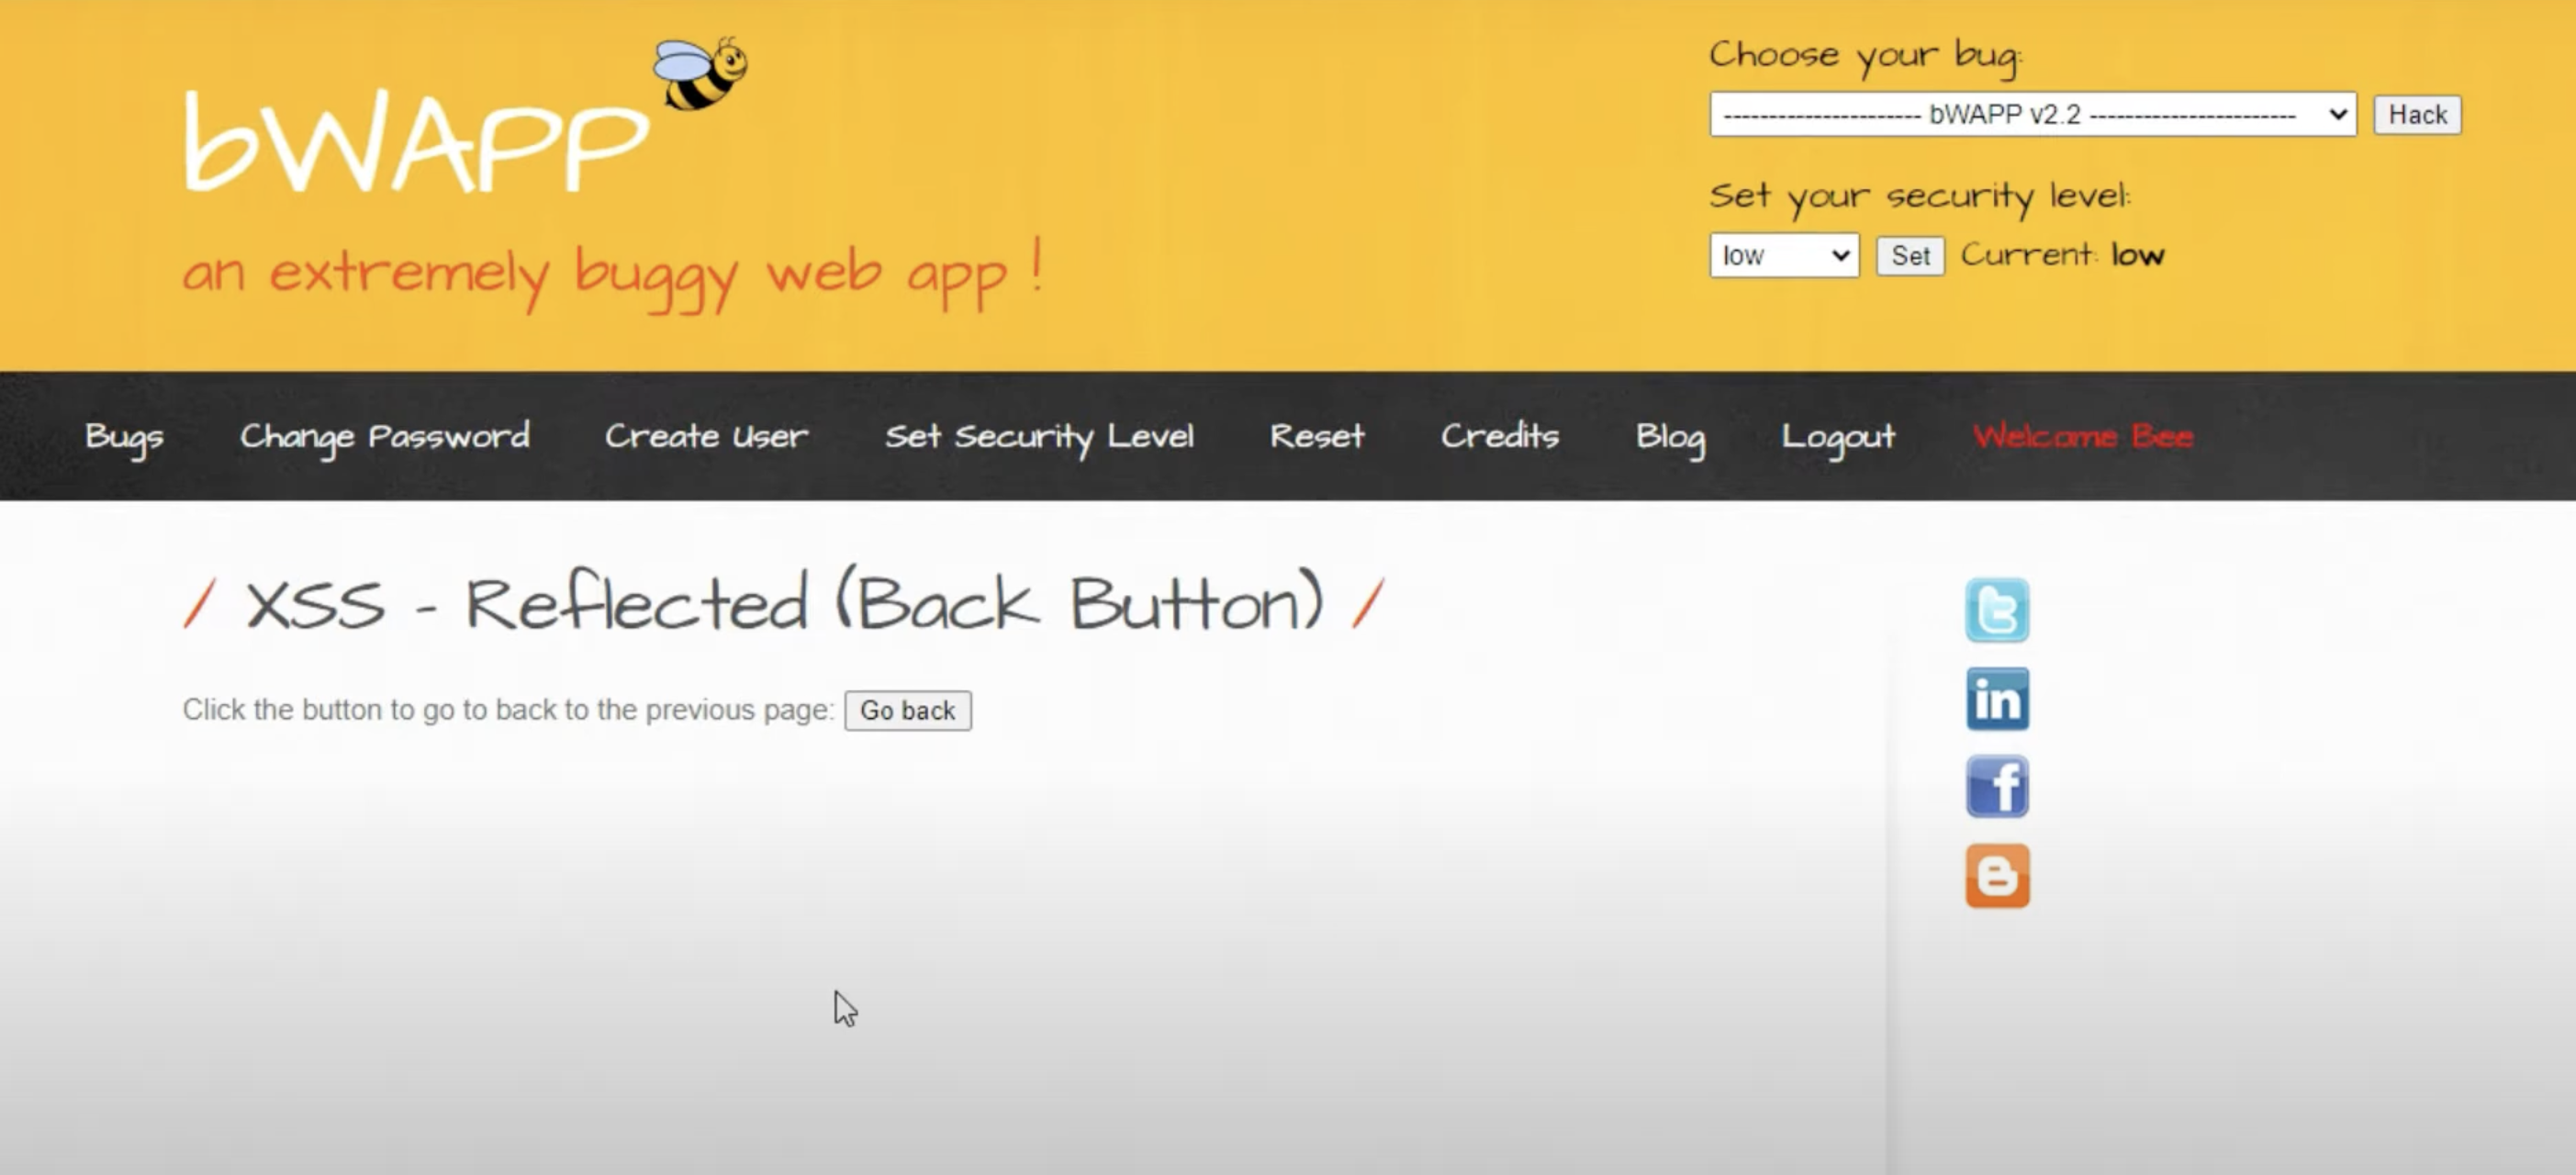 bWAPP
an extremely buggy web app !
Choose your bug:
---------------------- bWAPP v2.2 ----------------------- Hack
Set your security level:
low Set Current: low
Bugs Change Password Create User Set Security Level Reset Credits Blog Logout Welcome Bee
/ XSS - Reflected (Back Button) /
Click the button to go to back to the previous page: Go back